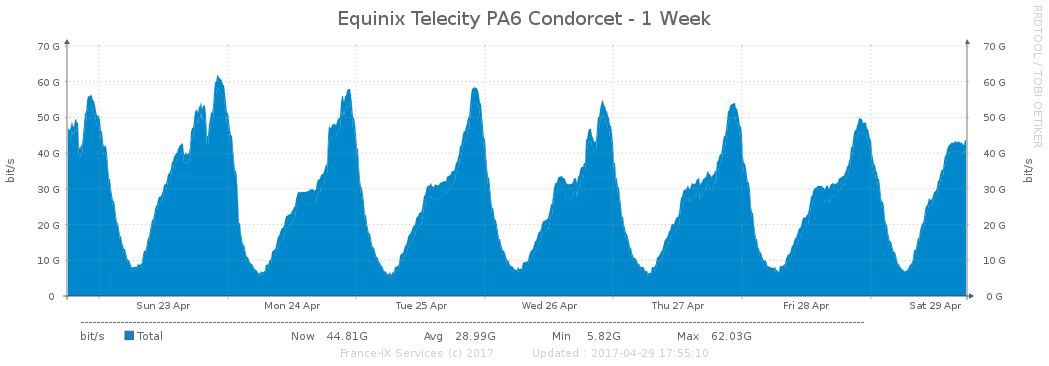 Equinix Telecity PA6 Condorcet - 1 Week
RRDTOOL / TOBI OETIKER
70 G 70 G
60 G 60 G
50 G 50 G
40 G 40 G
30 G 30 G
20 G 20 G
10 G 10 G
0 0 G
bit/s bit/s
Sun 23 Apr Mon 24 Apr Tue 25 Apr Wed 26 Apr Thu 27 Apr Fri 28 Apr Sat 29 Apr
bit/s Total Now 44.81G Avg 28.99G Min 5.82G Max 62.03G
France-IX Services (c) 2017 Updated : 2017-04-29 17:55:10